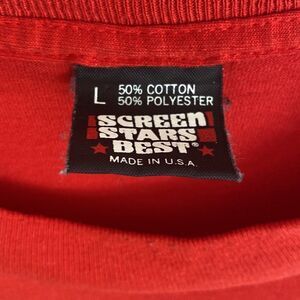 L 50% COTTON
50% POLYESTER
SCREEN
STARS
BEST®
MADE IN U.S.A.